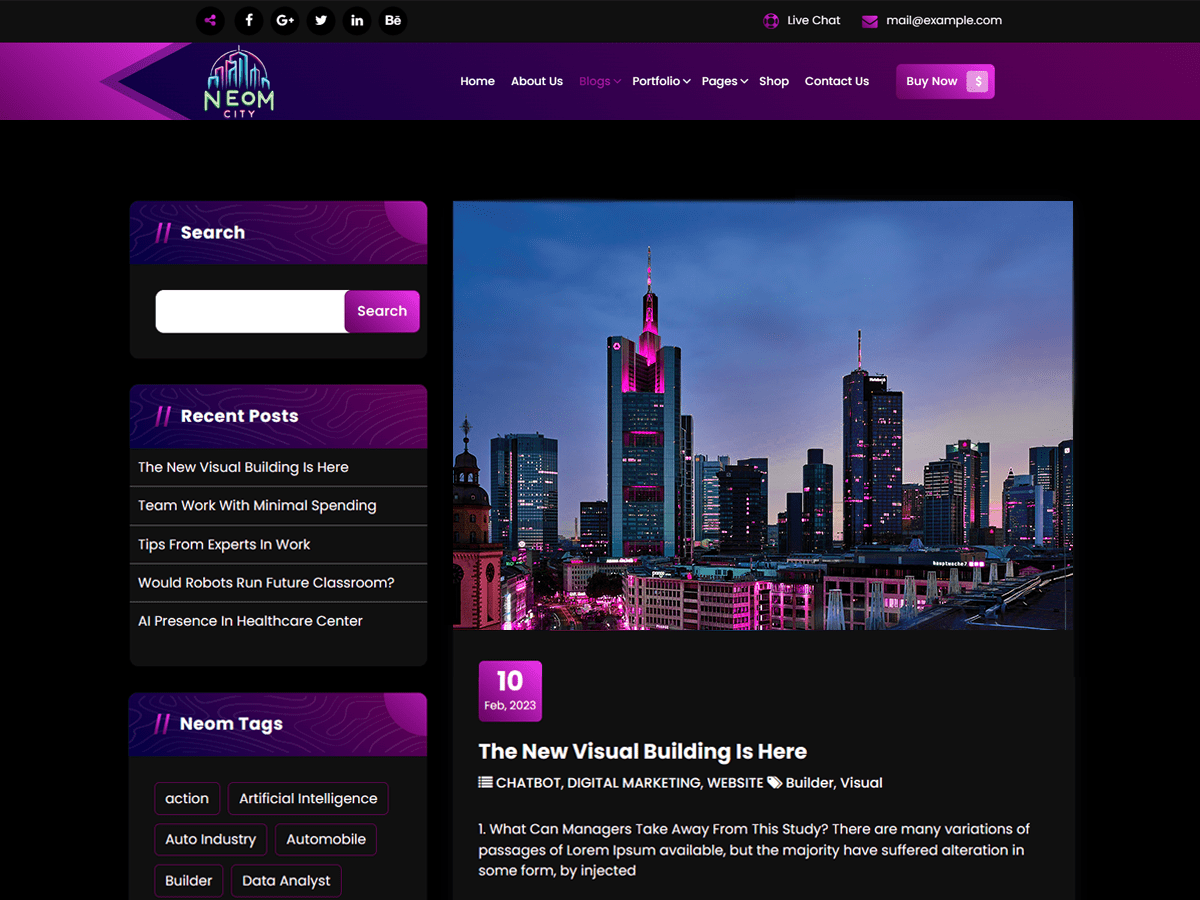 f G+ in Bē Live Chat mail@example.com
NEOM
CITY
Home About Us Blogs Portfolio Pages Shop Contact Us Buy Now $
// Search
Search
// Recent Posts
The New Visual Building Is Here
Team Work With Minimal Spending
Tips From Experts In Work
Would Robots Run Future Classroom?
AI Presence In Healthcare Center
// Neom Tags
action Artificial Intelligence
Auto Industry Automobile
Builder Data Analyst
10
Feb, 2023
The New Visual Building Is Here
CHATBOT, DIGITAL MARKETING, WEBSITE Builder, Visual
1. What Can Managers Take Away From This Study? There are many variations of
passages of Lorem Ipsum available, but the majority have suffered alteration in
some form, by injected